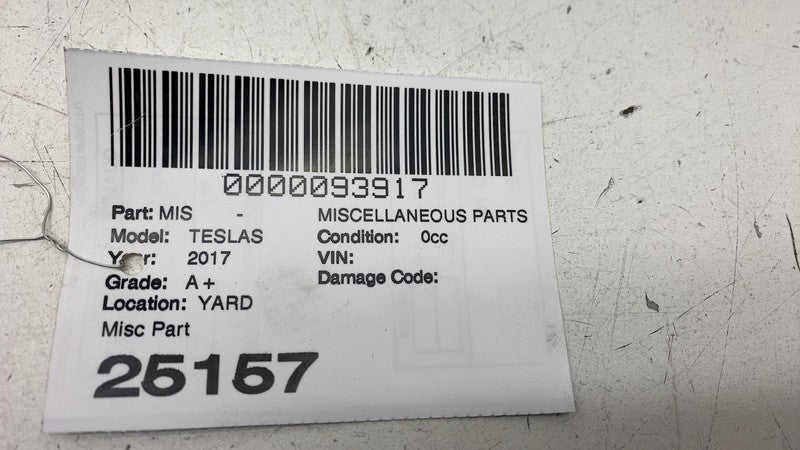 0000093917
Part: MIS - MISCELLANEOUS PARTS
Model: TESLAS Condition: 0cc
Year: 2017 VIN:
Grade: A+ Damage Code:
Location: YARD
Misc Part
25157